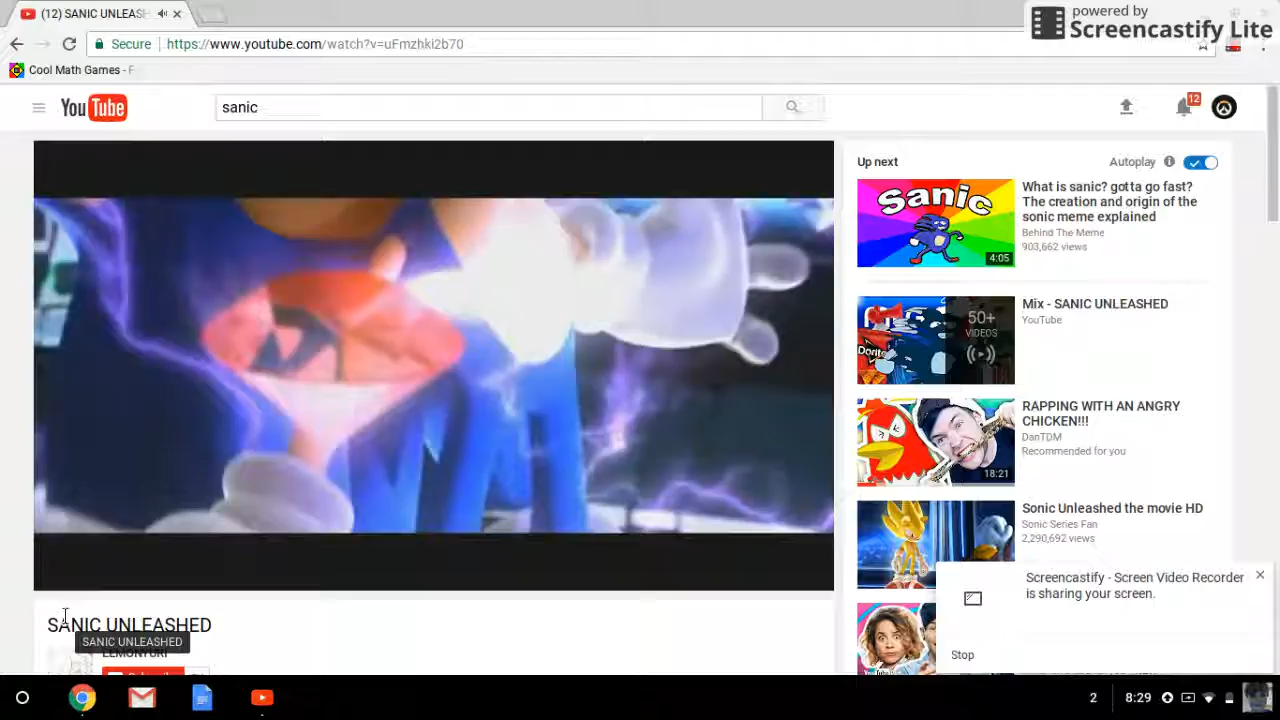 (12) SANIC UNLEASH
powered by
Screencastify Lite
Secure
https://www.youtube.com/watch?v=uFmzhki2b70
Cool Math Games - F
YouTube
sanic
12
Up next
Autoplay
Sanic
4:05
What is sanic? gotta go fast?
The creation and origin of the
sonic meme explained
Behind The Meme
903,662 views
Doritos
50+
VIDEOS
Mix - SANIC UNLEASHED
YouTube
18:21
RAPPING WITH AN ANGRY
CHICKEN!!!
DanTDM
Recommended for you
Sonic Unleashed the movie HD
Sonic Series Fan
2,290,692 views
Screencastify - Screen Video Recorder
is sharing your screen.
Stop
SANIC UNLEASHED
SANIC UNLEASHED
LEMONYURI
2
8:29